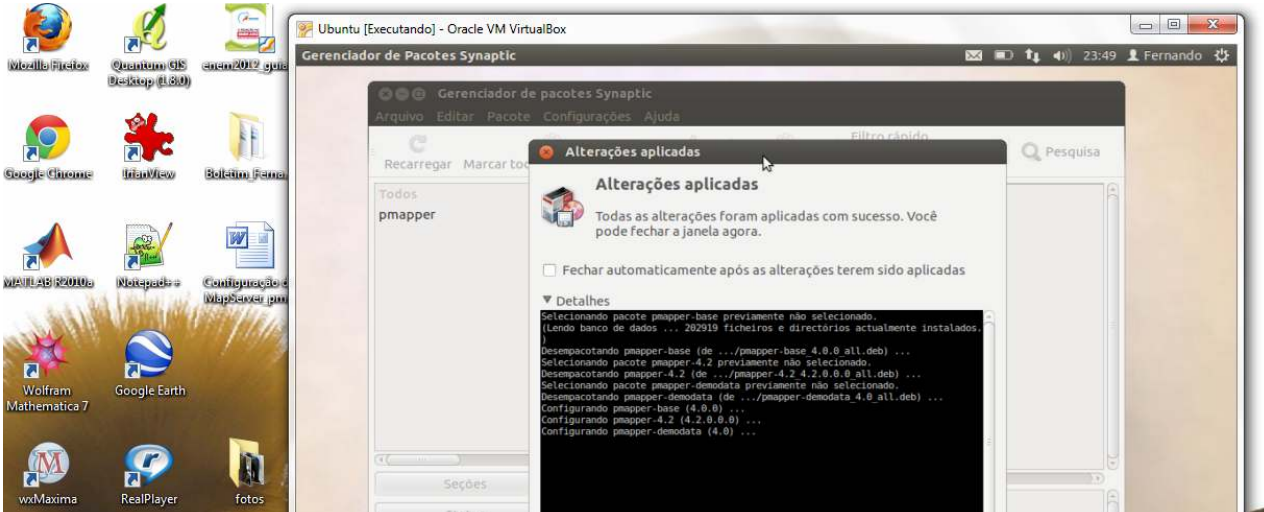 Mozilla Firefox
Quantum GIS
Desktop (1.8.0)
enem2012_guia
Google Chrome
IrfanView
Boletim_Ferna
MATLAB R2010a
Notepad++
Configuração d
MapServer_pm
Wolfram
Mathematica 7
Google Earth
wxMaxima
RealPlayer
fotos
Ubuntu [Executando] - Oracle VM VirtualBox
Gerenciador de Pacotes Synaptic
23:49 Fernando
Gerenciador de pacotes Synaptic
Arquivo Editar Pacote Configurações Ajuda
Filtro rápido
Recarregar Marcar toc
Pesquisa
Todos
pmapper
Seções
Alterações aplicadas
Alterações aplicadas
Todas as alterações foram aplicadas com sucesso. Você
pode fechar a janela agora.
Fechar automaticamente após as alterações terem sido aplicadas
Detalhes
Selecionando pacote pmapper-base previamente não selecionado.
(Lendo banco de dados ... 202919 ficheiros e directórios actualmente instalados.
)
Desempacotando pmapper-base (de .../pmapper-base_4.0.0_all.deb) ...
Selecionando pacote pmapper-4.2 previamente não selecionado.
Desempacotando pmapper-4.2 (de .../pmapper-4.2_4.2.0.0.0_all.deb) ...
Selecionando pacote pmapper-demodata previamente não selecionado.
Desempacotando pmapper-demodata (de .../pmapper-demodata_4.0_all.deb) ...
Configurando pmapper-base (4.0.0) ...
Configurando pmapper-4.2 (4.2.0.0.0) ...
Configurando pmapper-demodata (4.0) ...